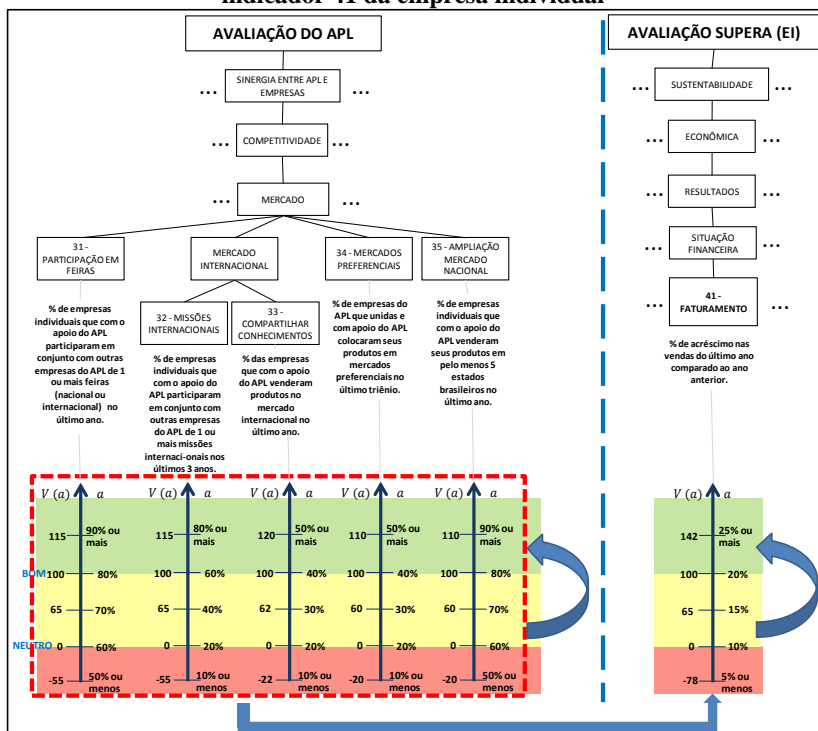 indicador 41 da empresa individual
AVALIAÇÃO DO APL
SINERGIA ENTRE APL E
EMPRESAS
... ...
COMPETITIVIDADE
... ...
MERCADO
... ...
31 -
PARTICIPAÇÃO EM
FEIRAS
MERCADO
INTERNACIONAL
34 - MERCADOS
PREFERENCIAIS
35 - AMPLIAÇÃO
MERCADO
NACIONAL
32 - MISSÕES
INTERNACIONAIS
33 -
COMPARTILHAR
CONHECIMENTOS
% de empresas
individuais que com o
apoio do APL
participaram em
conjunto com outras
empresas do APL de 1
ou mais feiras
(nacional ou
internacional) no
último ano.
% de empresas
individuais que
com o apoio do
APL participaram
em conjunto com
outras empresas
do APL de 1 ou
mais missões
internaci-onais nos
últimos 3 anos.
% das empresas
que com o apoio
do APL venderam
produtos no
mercado
internacional no
último ano.
% de empresas do
APL que unidas e
com apoio do APL
colocaram seus
produtos em
mercados
preferenciais no
último triênio.
% de empresas
individuais que
com o apoio do
APL venderam
seus produtos em
pelo menos 5
estados
brasileiros no
último ano.
V (a) a
115 90% ou
mais
BOM 100 80%
65 70%
NEUTRO 0 60%
-55 50% ou
menos
V (a) a
115 80% ou
mais
100 60%
65 40%
0 20%
-55 10% ou
menos
V (a) a
120 50% ou
mais
100 40%
62 30%
0 20%
-22 10% ou
menos
V (a) a
110 50% ou
mais
100 40%
60 30%
0 20%
-20 10% ou
menos
V (a) a
110 90% ou
mais
100 80%
60 70%
0 60%
-20 50% ou
menos
AVALIAÇÃO SUPERA (EI)
... SUSTENTABILIDADE ...
... ECONÔMICA ...
... RESULTADOS ...
... SITUAÇÃO
FINANCEIRA ...
... 41 -
FATURAMENTO ...
% de acréscimo nas
vendas do último ano
comparado ao ano
anterior.
V (a) a
142 25% ou
mais
100 20%
65 15%
0 10%
-78 5% ou
menos